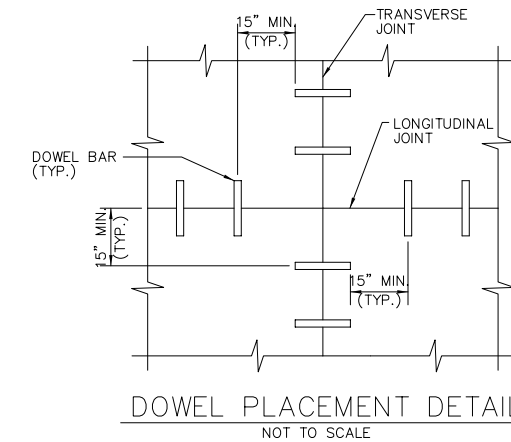 15" MIN.
(TYP.)
TRANSVERSE
JOINT
LONGITUDINAL
JOINT
DOWEL BAR
(TYP.)
15" MIN.
(TYP.)
15" MIN.
(TYP.)
DOWEL PLACEMENT DETAIL
NOT TO SCALE